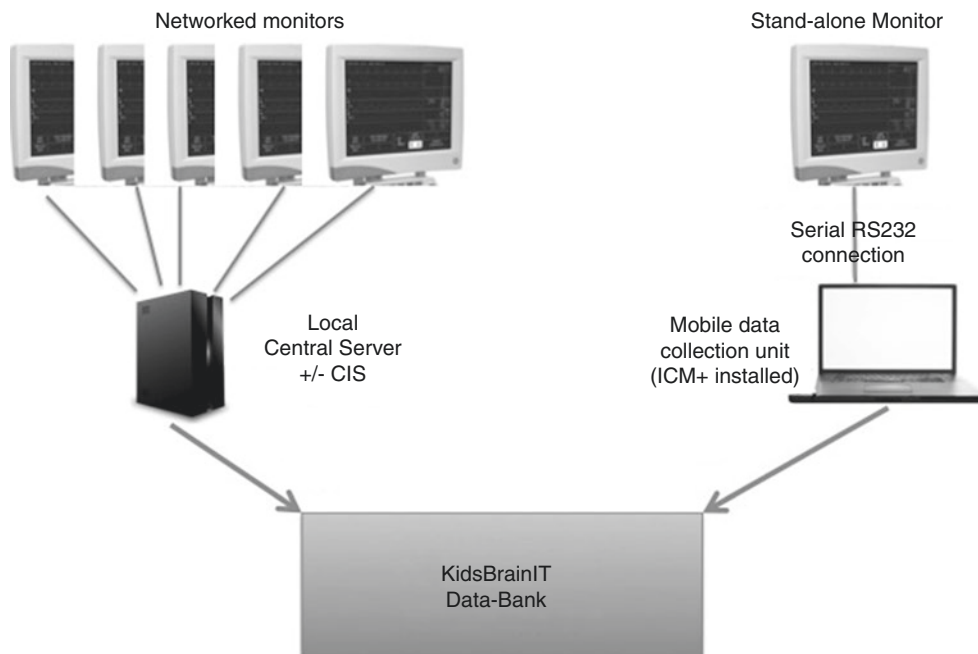 Networked monitors
Stand-alone Monitor
Serial RS232
connection
Local
Central Server
+/- CIS
Mobile data
collection unit
(ICM+ installed)
KidsBrainIT
Data-Bank